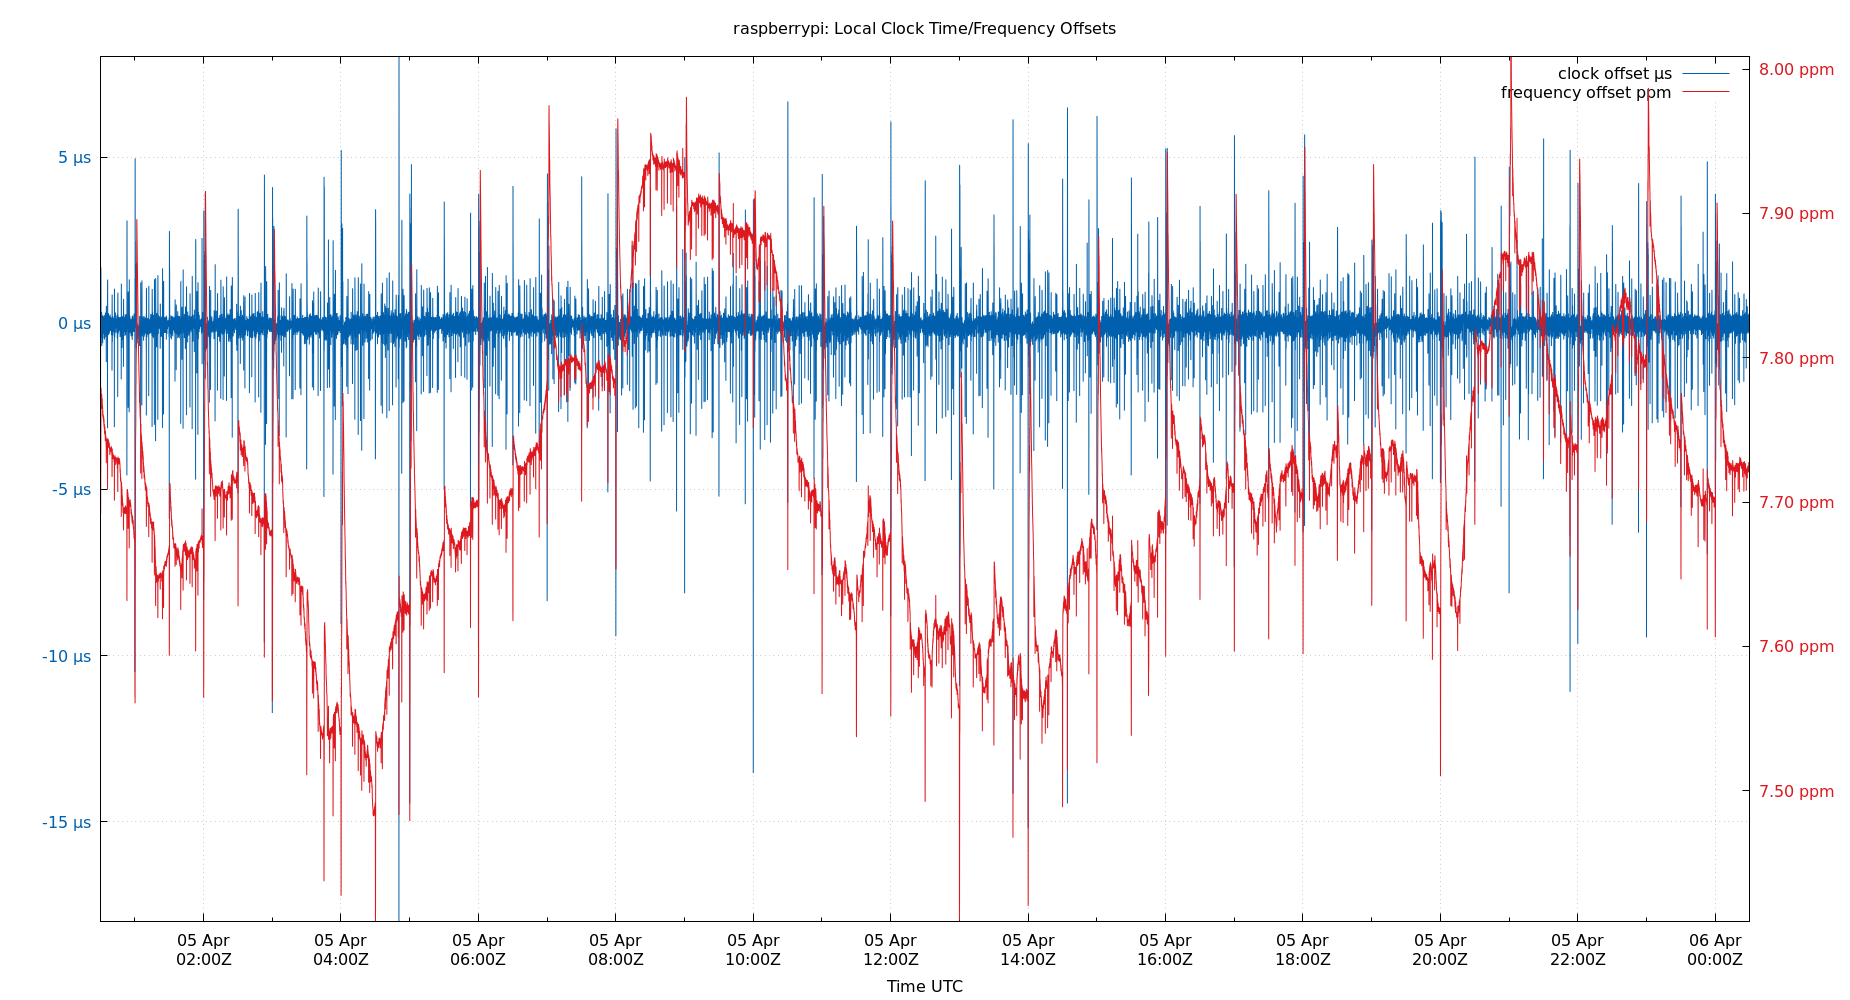 raspberrypi: Local Clock Time/Frequency Offsets
clock offset µs
frequency offset ppm
5 µs
0 µs
-5 µs
-10 µs
-15 µs
8.00 ppm
7.90 ppm
7.80 ppm
7.70 ppm
7.60 ppm
7.50 ppm
05 Apr 05 Apr 05 Apr 05 Apr 05 Apr 05 Apr 05 Apr 05 Apr 05 Apr 05 Apr 05 Apr 06 Apr
02:00Z 04:00Z 06:00Z 08:00Z 10:00Z 12:00Z 14:00Z 16:00Z 18:00Z 20:00Z 22:00Z 00:00Z
Time UTC